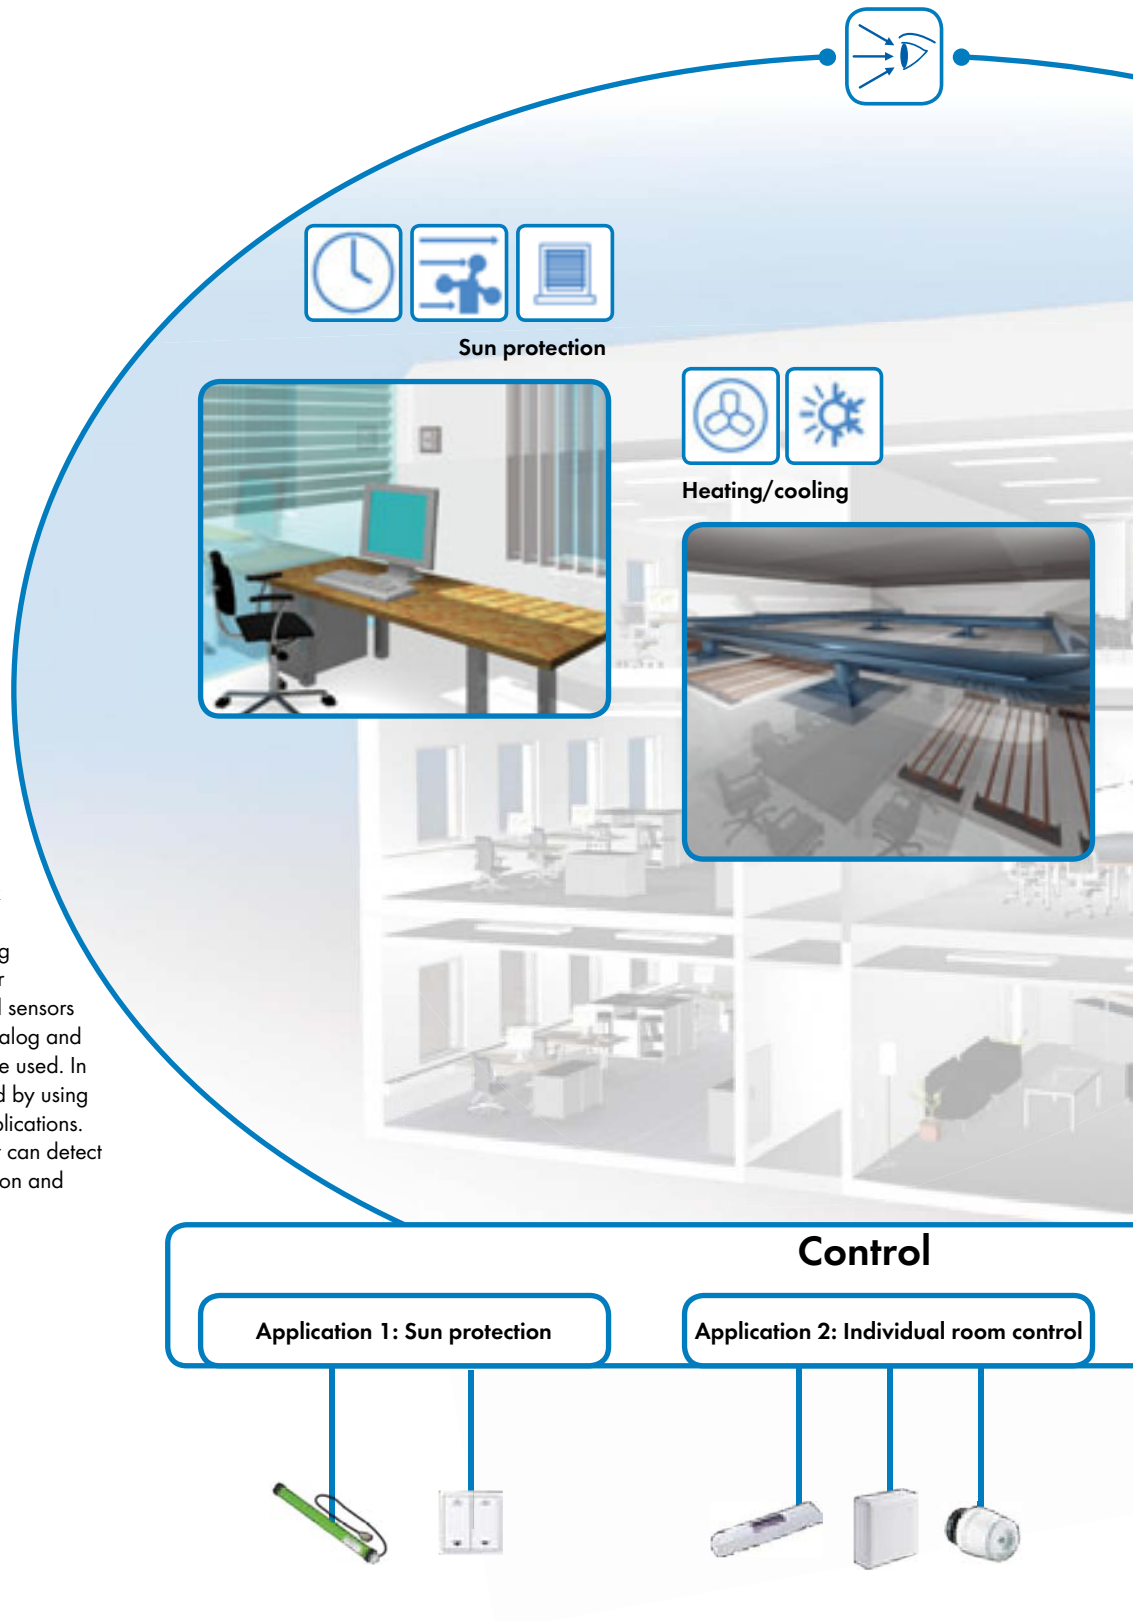 Sun protection
Heating/cooling
g
r
l sensors
alog and
e used. In
d by using
plications.
r can detect
on and
Control
Application 1: Sun protection
Application 2: Individual room control